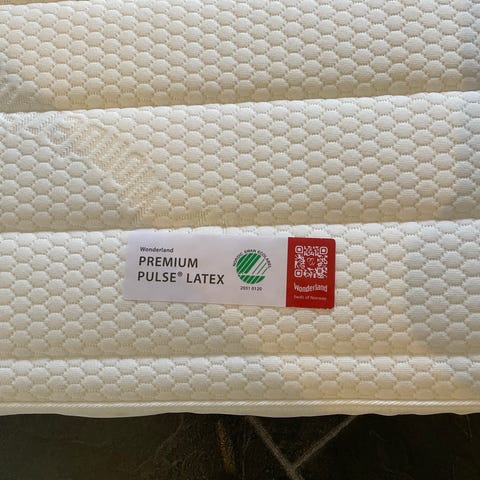 Wonderland
PREMIUM
PULSE® LATEX
NORDIC SWAN ECOLABEL
2051 0120
Wonderland
beds of Norway